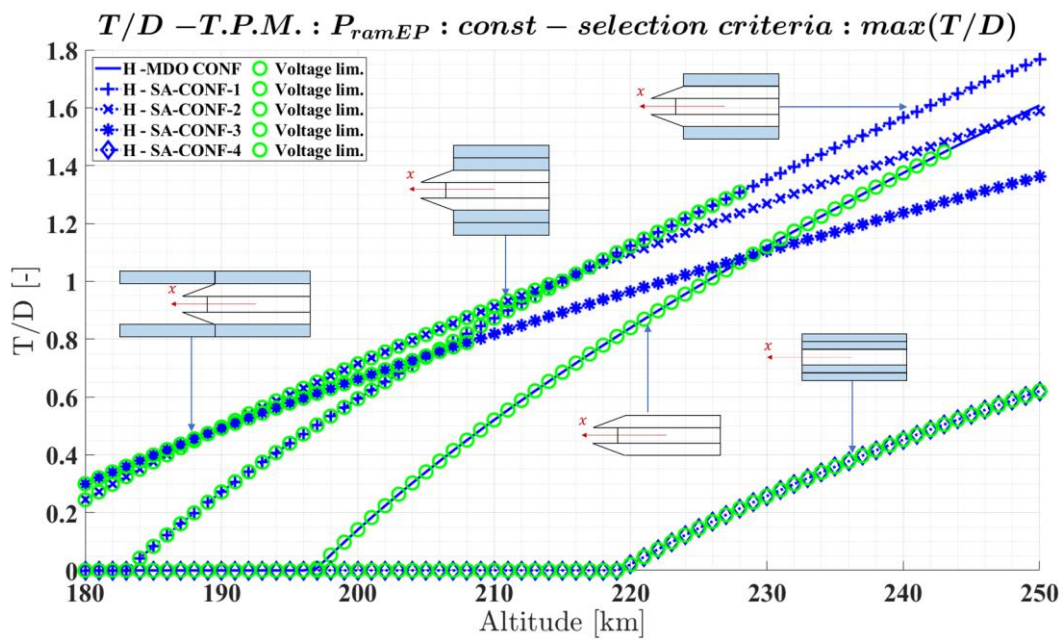 T/D − T.P.M. : P_ramEP : const − selection criteria : max(T/D)
H -MDO CONF Voltage lim.
H - SA-CONF-1 Voltage lim.
H - SA-CONF-2 Voltage lim.
H - SA-CONF-3 Voltage lim.
H - SA-CONF-4 Voltage lim.
x
x
x
x
x
T/D [-]
1.8
1.6
1.4
1.2
1
0.8
0.6
0.4
0.2
0
180 190 200 210 220 230 240 250
Altitude [km]